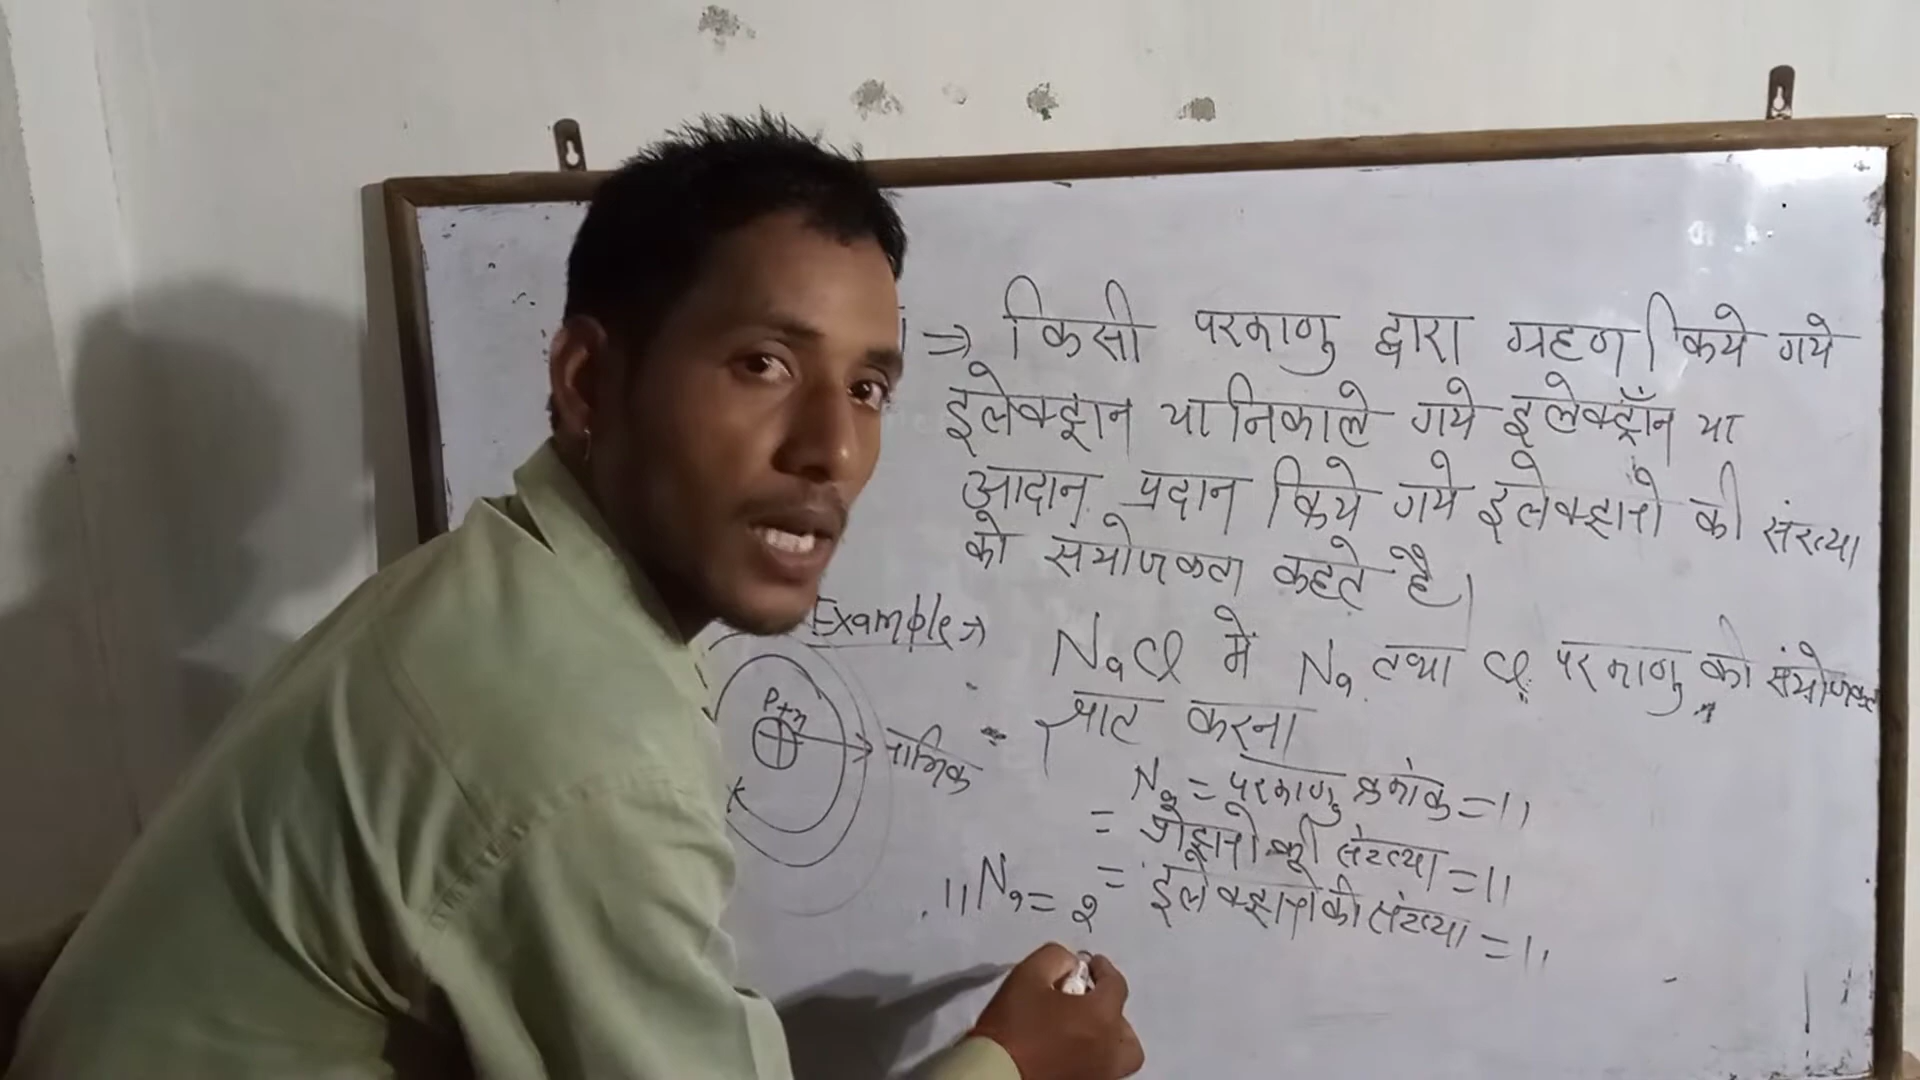 ⇒ किसी परमाणु द्वारा ग्रहण किये गये
इलेक्ट्रान या निकाले गये इलेक्ट्रॉन या
आदान प्रदान किये गये इलेक्ट्रानो की संख्या
को सयोजकता कहते है।
Example→
NaCl में Na तथा Cl परमाणु की संयोजकता
ज्ञात करना
P+n
नाभिक
K
Na = परमाणु क्रमांक = 11
= प्रोट्रानो की संख्या = 11
= इलेक्ट्रानो की संख्या = 11
11Na = 2